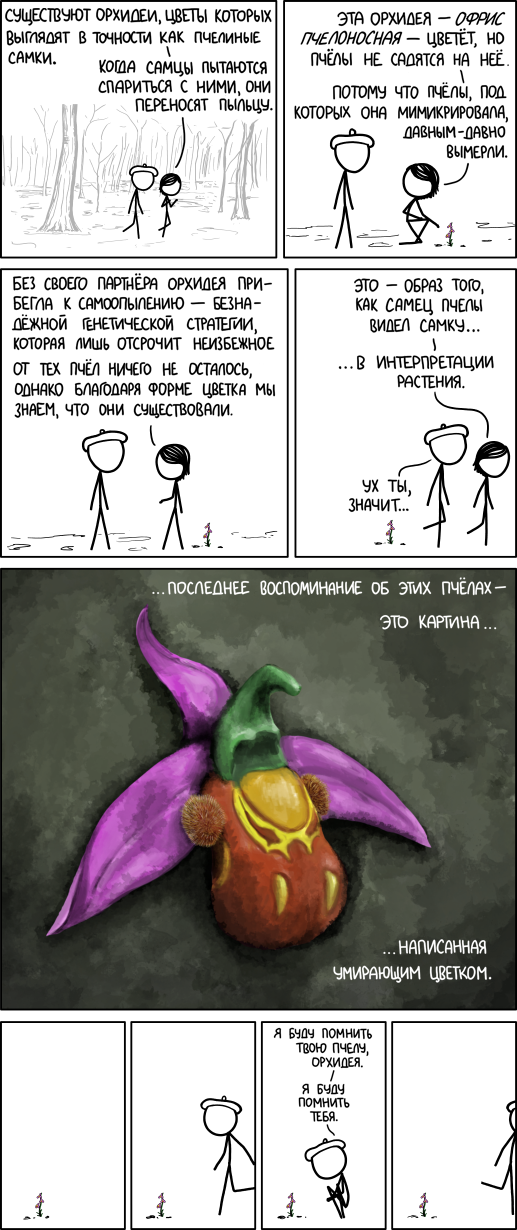 СУЩЕСТВУЮТ ОРХИДЕИ, ЦВЕТЫ КОТОРЫХ
ВЫГЛЯДЯТ В ТОЧНОСТИ КАК ПЧЕЛИНЫЕ
САМКИ.
КОГДА САМЦЫ ПЫТАЮТСЯ
СПАРИТЬСЯ С НИМИ, ОНИ
ПЕРЕНОСЯТ ПЫЛЬЦУ.
ЭТА ОРХИДЕЯ — ОФРИС
ПЧЕЛОНОСНАЯ — ЦВЕТЁТ, НО
ПЧЁЛЫ НЕ САДЯТСЯ НА НЕЁ.
ПОТОМУ ЧТО ПЧЁЛЫ, ПОД
КОТОРЫХ ОНА МИМИКРИРОВАЛА,
ДАВНЫМ-ДАВНО
ВЫМЕРЛИ.
БЕЗ СВОЕГО ПАРТНЁРА ОРХИДЕЯ ПРИ-
БЕГЛА К САМООПЫЛЕНИЮ — БЕЗНА-
ДЁЖНОЙ ГЕНЕТИЧЕСКОЙ СТРАТЕГИИ,
КОТОРАЯ ЛИШЬ ОТСРОЧИТ НЕИЗБЕЖНОЕ
ОТ ТЕХ ПЧЁЛ НИЧЕГО НЕ ОСТАЛОСЬ,
ОДНАКО БЛАГОДАРЯ ФОРМЕ ЦВЕТКА МЫ
ЗНАЕМ, ЧТО ОНИ СУЩЕСТВОВАЛИ.
ЭТО — ОБРАЗ ТОГО,
КАК САМЕЦ ПЧЕЛЫ
ВИДЕЛ САМКУ...
...В ИНТЕРПРЕТАЦИИ
РАСТЕНИЯ.
УХ ТЫ,
ЗНАЧИТ...
...ПОСЛЕДНЕЕ ВОСПОМИНАНИЕ ОБ ЭТИХ ПЧЁЛАХ —
ЭТО КАРТИНА...
...НАПИСАННАЯ
УМИРАЮЩИМ ЦВЕТКОМ.
Я БУДУ ПОМНИТЬ
ТВОЮ ПЧЕЛУ,
ОРХИДЕЯ.
Я БУДУ
ПОМНИТЬ
ТЕБЯ.